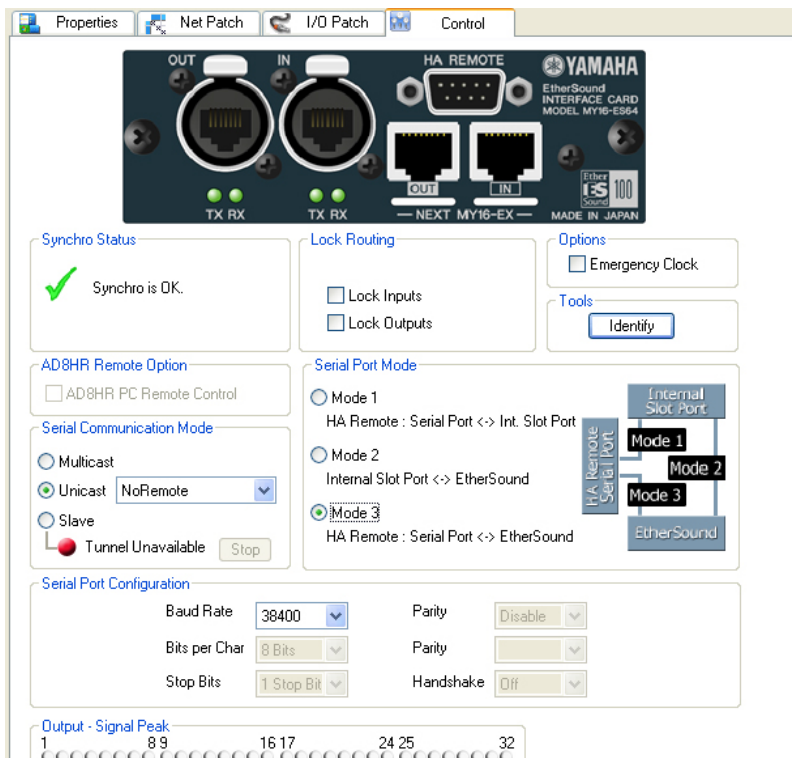 Properties Net Patch I/O Patch Control
OUT IN HA REMOTE YAMAHA
EtherSound
INTERFACE CARD
MODEL MY16-ES64
OUT IN
Ether
ES 100
Sound
TX RX TX RX — NEXT MY16-EX — MADE IN JAPAN
Synchro Status
Synchro is OK.
Lock Routing
Lock Inputs
Lock Outputs
Options
Emergency Clock
Tools
Identify
AD8HR Remote Option
AD8HR PC Remote Control
Serial Communication Mode
Multicast
Unicast NoRemote
Slave
Tunnel Unavailable Stop
Serial Port Mode
Mode 1
HA Remote : Serial Port <-> Int. Slot Port
Mode 2
Internal Slot Port <-> EtherSound
Mode 3
HA Remote : Serial Port <-> EtherSound
Internal
Slot Port
HA Remote
Serial Port
Mode 1
Mode 2
Mode 3
EtherSound
Serial Port Configuration
Baud Rate 38400 Parity Disable
Bits per Char 8 Bits Parity
Stop Bits 1 Stop Bit Handshake Off
Output - Signal Peak
1 8 9 16 17 24 25 32